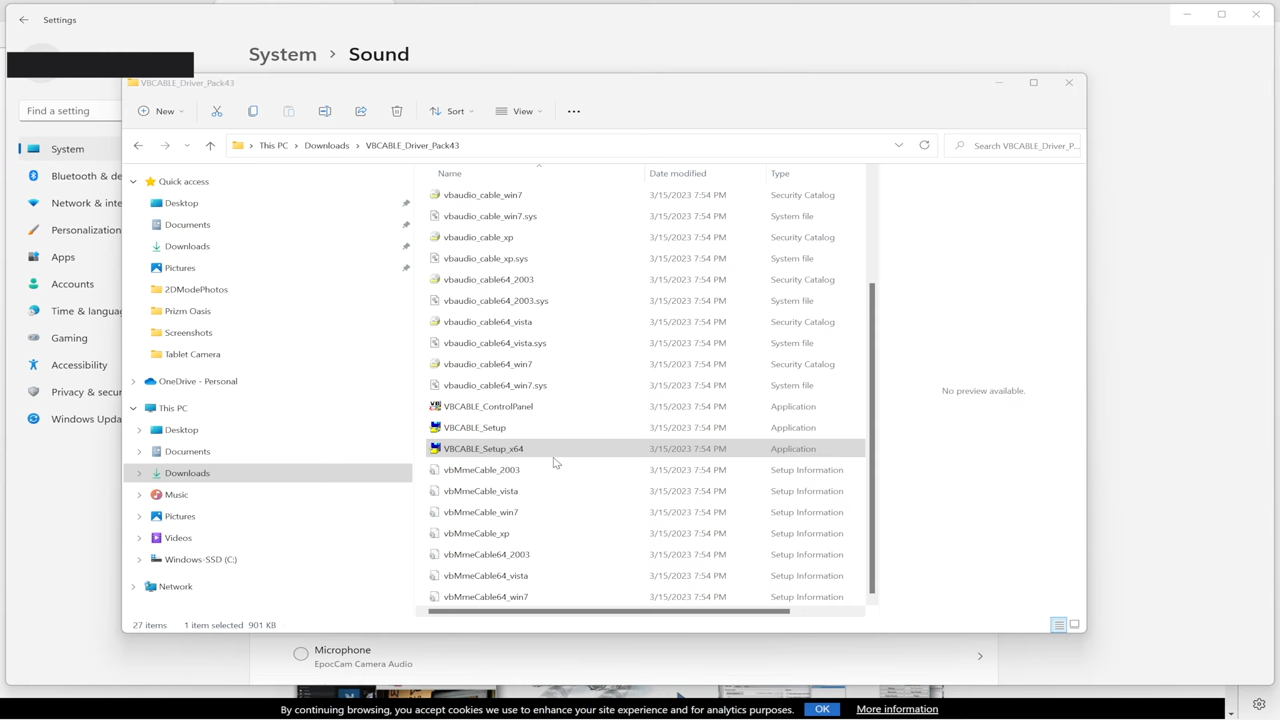 Settings
System > Sound
VBCABLE_Driver_Pack43
Find a setting
New
Sort
View
This PC > Downloads > VBCABLE_Driver_Pack43
Search VBCABLE_Driver_P...
System
Bluetooth & de
Network & inte
Personalization
Apps
Accounts
Time & languag
Gaming
Accessibility
Privacy & secur
Windows Upda
Quick access
Desktop
Documents
Downloads
Pictures
2DModePhotos
Prizm Oasis
Screenshots
Tablet Camera
OneDrive - Personal
This PC
Desktop
Documents
Downloads
Music
Pictures
Videos
Windows-SSD (C:)
Network
Name Date modified Type
vbaudio_cable_win7 3/15/2023 7:54 PM Security Catalog
vbaudio_cable_win7.sys 3/15/2023 7:54 PM System file
vbaudio_cable_xp 3/15/2023 7:54 PM Security Catalog
vbaudio_cable_xp.sys 3/15/2023 7:54 PM System file
vbaudio_cable64_2003 3/15/2023 7:54 PM Security Catalog
vbaudio_cable64_2003.sys 3/15/2023 7:54 PM System file
vbaudio_cable64_vista 3/15/2023 7:54 PM Security Catalog
vbaudio_cable64_vista.sys 3/15/2023 7:54 PM System file
vbaudio_cable64_win7 3/15/2023 7:54 PM Security Catalog
vbaudio_cable64_win7.sys 3/15/2023 7:54 PM System file
VBCABLE_ControlPanel 3/15/2023 7:54 PM Application
VBCABLE_Setup 3/15/2023 7:54 PM Application
VBCABLE_Setup_x64 3/15/2023 7:54 PM Application
vbMmeCable_2003 3/15/2023 7:54 PM Setup Information
vbMmeCable_vista 3/15/2023 7:54 PM Setup Information
vbMmeCable_win7 3/15/2023 7:54 PM Setup Information
vbMmeCable_xp 3/15/2023 7:54 PM Setup Information
vbMmeCable64_2003 3/15/2023 7:54 PM Setup Information
vbMmeCable64_vista 3/15/2023 7:54 PM Setup Information
vbMmeCable64_win7 3/15/2023 7:54 PM Setup Information
No preview available.
27 items 1 item selected 901 KB
Microphone
EpocCam Camera Audio
By continuing browsing, you accept cookies we use to enhance your site experience and for analytics purposes. OK More information